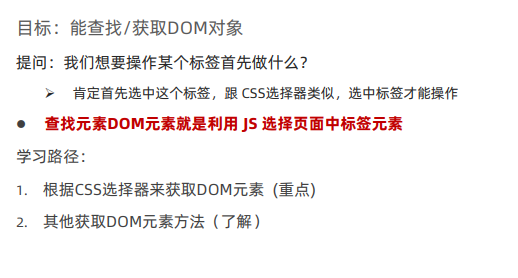 目标：能查找/获取DOM对象
提问：我们想要操作某个标签首先做什么？
➢ 肯定首先选中这个标签，跟 CSS选择器类似，选中标签才能操作
● 查找元素DOM元素就是利用 JS 选择页面中标签元素
学习路径：
1. 根据CSS选择器来获取DOM元素 (重点)
2. 其他获取DOM元素方法（了解）